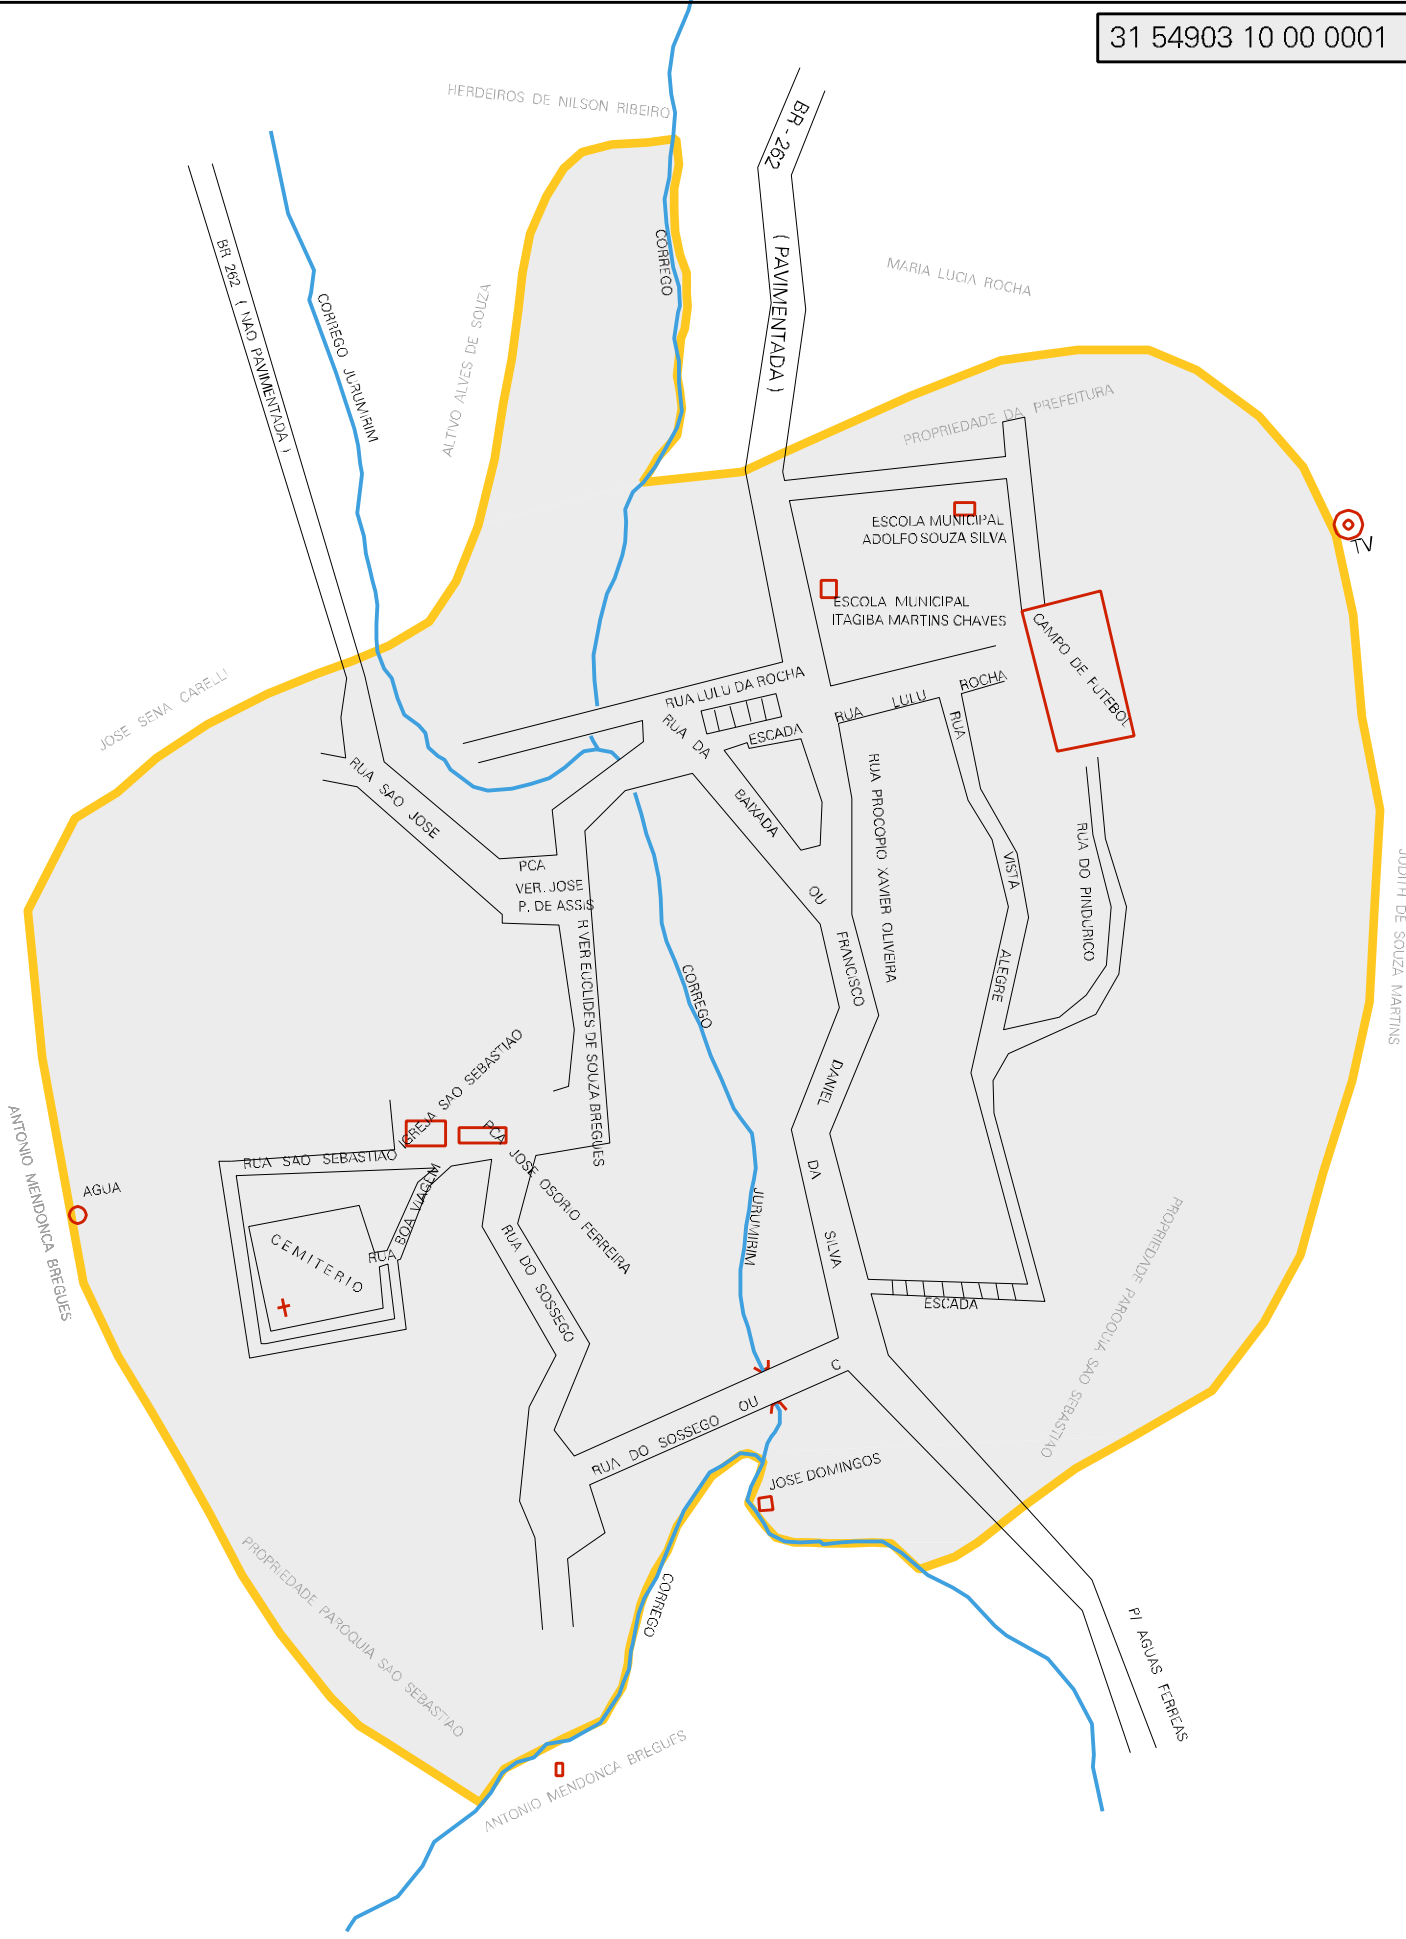 31 54903 10 00 0001
HERDEIROS DE NILSON RIBEIRO
BR - 262
( PAVIMENTADA )
CORREGO
BR 262 ( NAO PAVIMENTADA )
CORREGO JURUMIRIM
ALTIVO ALVES DE SOUZA
MARIA LUCIA ROCHA
PROPRIEDADE DA PREFEITURA
ESCOLA MUNICIPAL
ADOLFO SOUZA SILVA
TV
ESCOLA MUNICIPAL
ITAGIBA MARTINS CHAVES
CAMPO DE FUTEBOL
JOSE SENA CARELLI
RUA LULU DA ROCHA
RUA LULU ROCHA
ESCADA
RUA DA BAIXADA OU FRANCISCO DANIEL DA SILVA
RUA SAO JOSE
RUA PROCOPIO XAVIER OLIVEIRA
RUA VISTA ALEGRE
RUA DO PINDURICO
JUDITH DE SOUZA MARTINS
PCA
VER. JOSE
P. DE ASSIS
R VER EUCLIDES DE SOUZA BREGUES
CORREGO JURUMIRIM
IGREJA SAO SEBASTIAO
PCA JOSE OSORIO FERREIRA
RUA SAO SEBASTIAO
RUA BOA VIAGEM
AGUA
ANTONIO MENDONCA BREGUES
CEMITERIO
RUA DO SOSSEGO
ESCADA
PROPRIEDADE PAROQUIA SAO SEBASTIAO
RUA DO SOSSEGO OU C
JOSE DOMINGOS
CORREGO
PROPRIEDADE PAROQUIA SAO SEBASTIAO
P/ AGUAS FERREAS
ANTONIO MENDONCA BREGUES